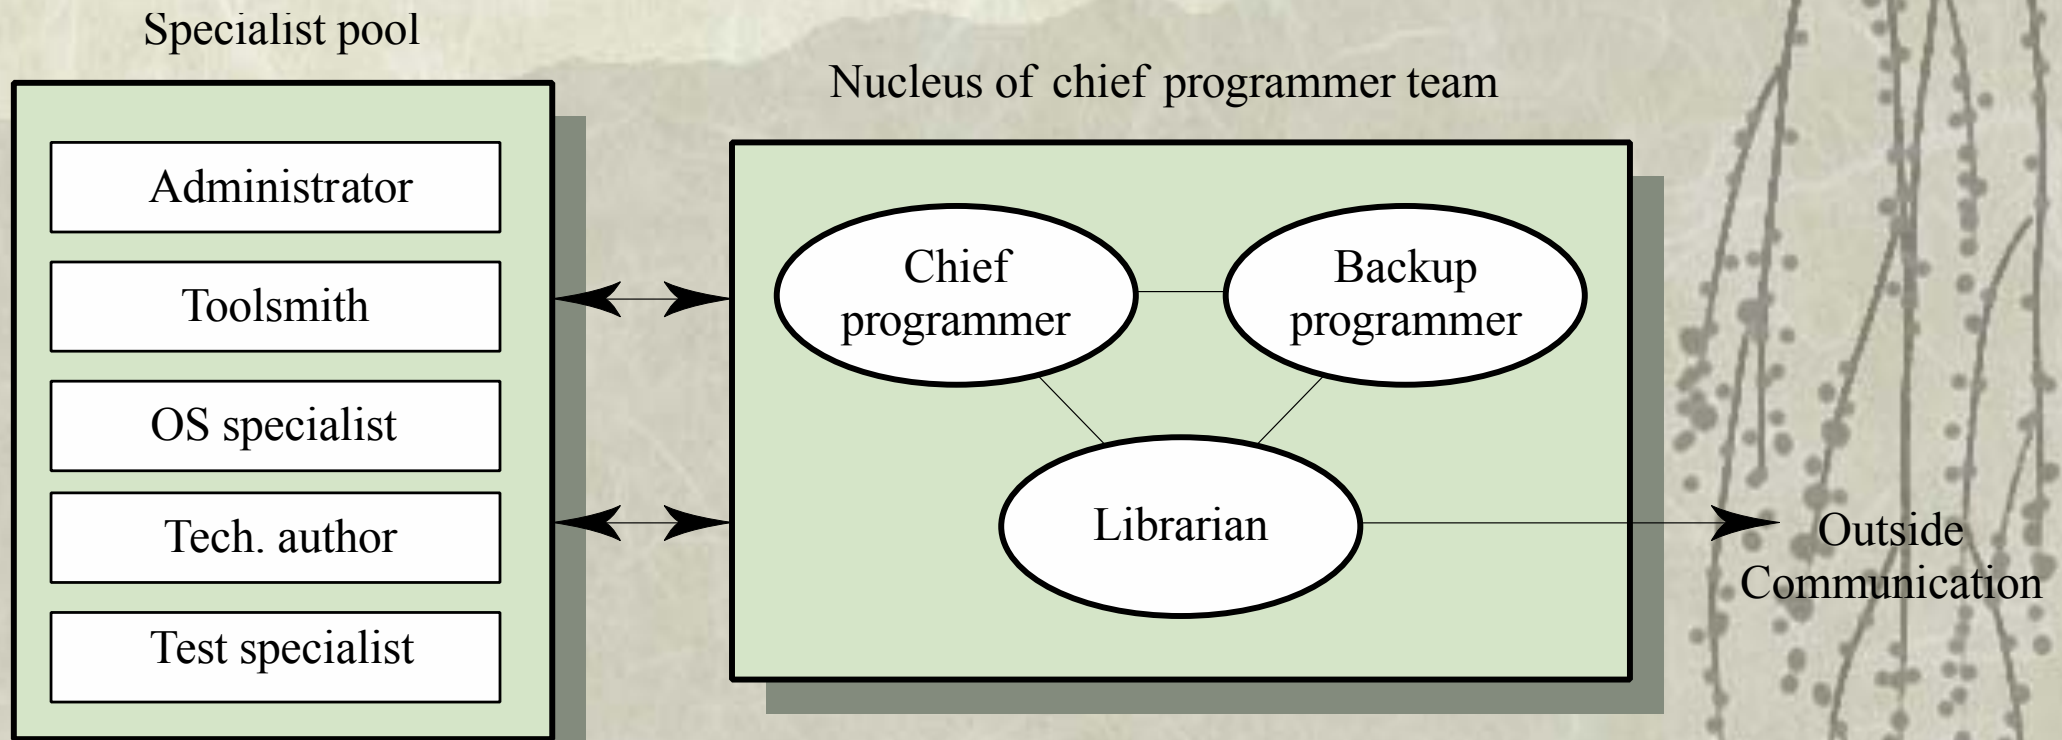 Specialist pool
Administrator
Toolsmith
OS specialist
Tech. author
Test specialist
Nucleus of chief programmer team
Chief
programmer
Backup
programmer
Librarian
Outside
Communication